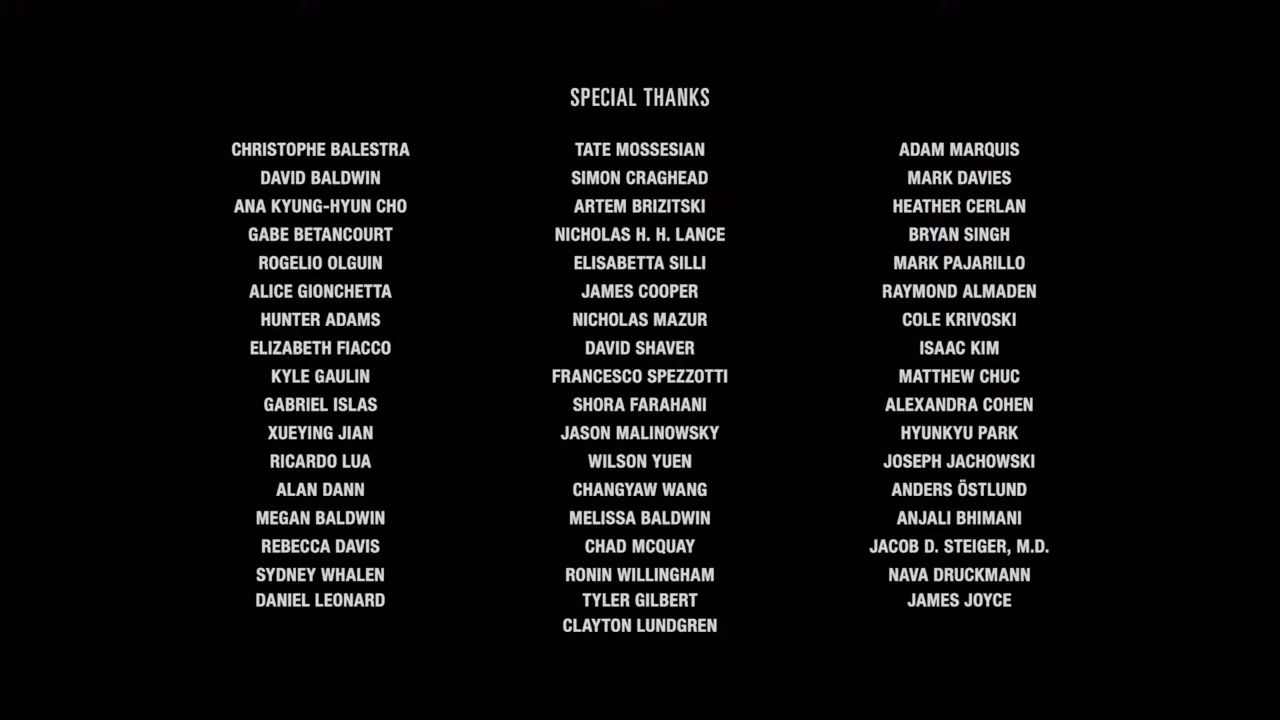 SPECIAL THANKS
CHRISTOPHE BALESTRA
DAVID BALDWIN
ANA KYUNG-HYUN CHO
GABE BETANCOURT
ROGELIO OLGUIN
ALICE GIONCHETTA
HUNTER ADAMS
ELIZABETH FIACCO
KYLE GAULIN
GABRIEL ISLAS
XUEYING JIAN
RICARDO LUA
ALAN DANN
MEGAN BALDWIN
REBECCA DAVIS
SYDNEY WHALEN
DANIEL LEONARD
TATE MOSSESIAN
SIMON CRAGHEAD
ARTEM BRIZITSKI
NICHOLAS H. H. LANCE
ELISABETTA SILLI
JAMES COOPER
NICHOLAS MAZUR
DAVID SHAVER
FRANCESCO SPEZZOTTI
SHORA FARAHANI
JASON MALINOWSKY
WILSON YUEN
CHANGYAW WANG
MELISSA BALDWIN
CHAD MCQUAY
RONIN WILLINGHAM
TYLER GILBERT
CLAYTON LUNDGREN
ADAM MARQUIS
MARK DAVIES
HEATHER CERLAN
BRYAN SINGH
MARK PAJARILLO
RAYMOND ALMADEN
COLE KRIVOSKI
ISAAC KIM
MATTHEW CHUC
ALEXANDRA COHEN
HYUNKYU PARK
JOSEPH JACHOWSKI
ANDERS ÖSTLUND
ANJALI BHIMANI
JACOB D. STEIGER, M.D.
NAVA DRUCKMANN
JAMES JOYCE